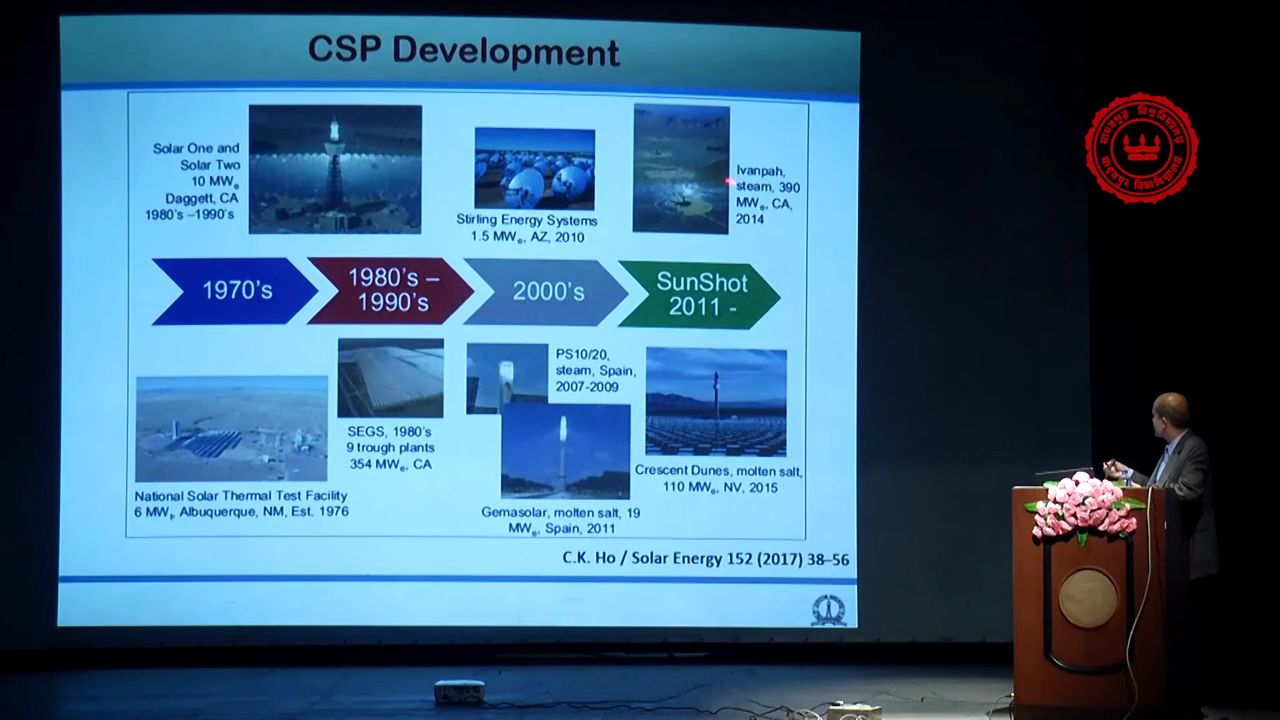 CSP Development
Solar One and
Solar Two
10 MWe
Daggett, CA
1980's –1990's
Stirling Energy Systems
1.5 MWe, AZ, 2010
Ivanpah,
steam, 390
MWe, CA,
2014
1970's
1980's –
1990's
2000's
SunShot
2011 -
National Solar Thermal Test Facility
6 MWt, Albuquerque, NM, Est. 1976
SEGS, 1980's
9 trough plants
354 MWe, CA
PS10/20,
steam, Spain,
2007-2009
Gemasolar, molten salt, 19
MWe, Spain, 2011
Crescent Dunes, molten salt,
110 MWe, NV, 2015
C.K. Ho / Solar Energy 152 (2017) 38–56
যাদবপুর বিশ্ববিদ্যালয়